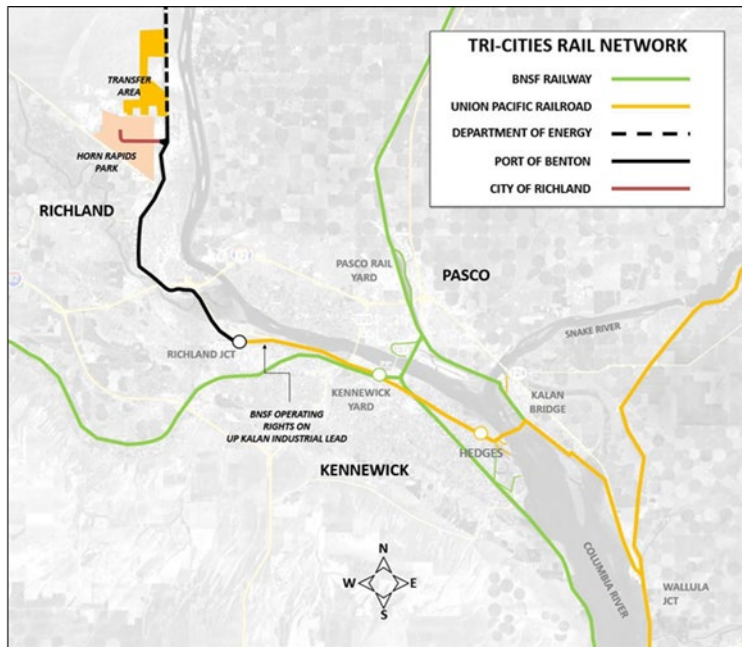 TRI-CITIES RAIL NETWORK
BNSF RAILWAY
UNION PACIFIC RAILROAD
DEPARTMENT OF ENERGY
PORT OF BENTON
CITY OF RICHLAND
TRANSFER
AREA
HORN RAPIDS
PARK
RICHLAND
PASCO RAIL
YARD
PASCO
SNAKE RIVER
RICHLAND JCT
KENNEWICK
YARD
KALAN
BRIDGE
BNSF OPERATING
RIGHTS ON
UP KALAN INDUSTRIAL LEAD
HEDGES
KENNEWICK
COLUMBIA RIVER
N
W
E
S
WALLULA
JCT